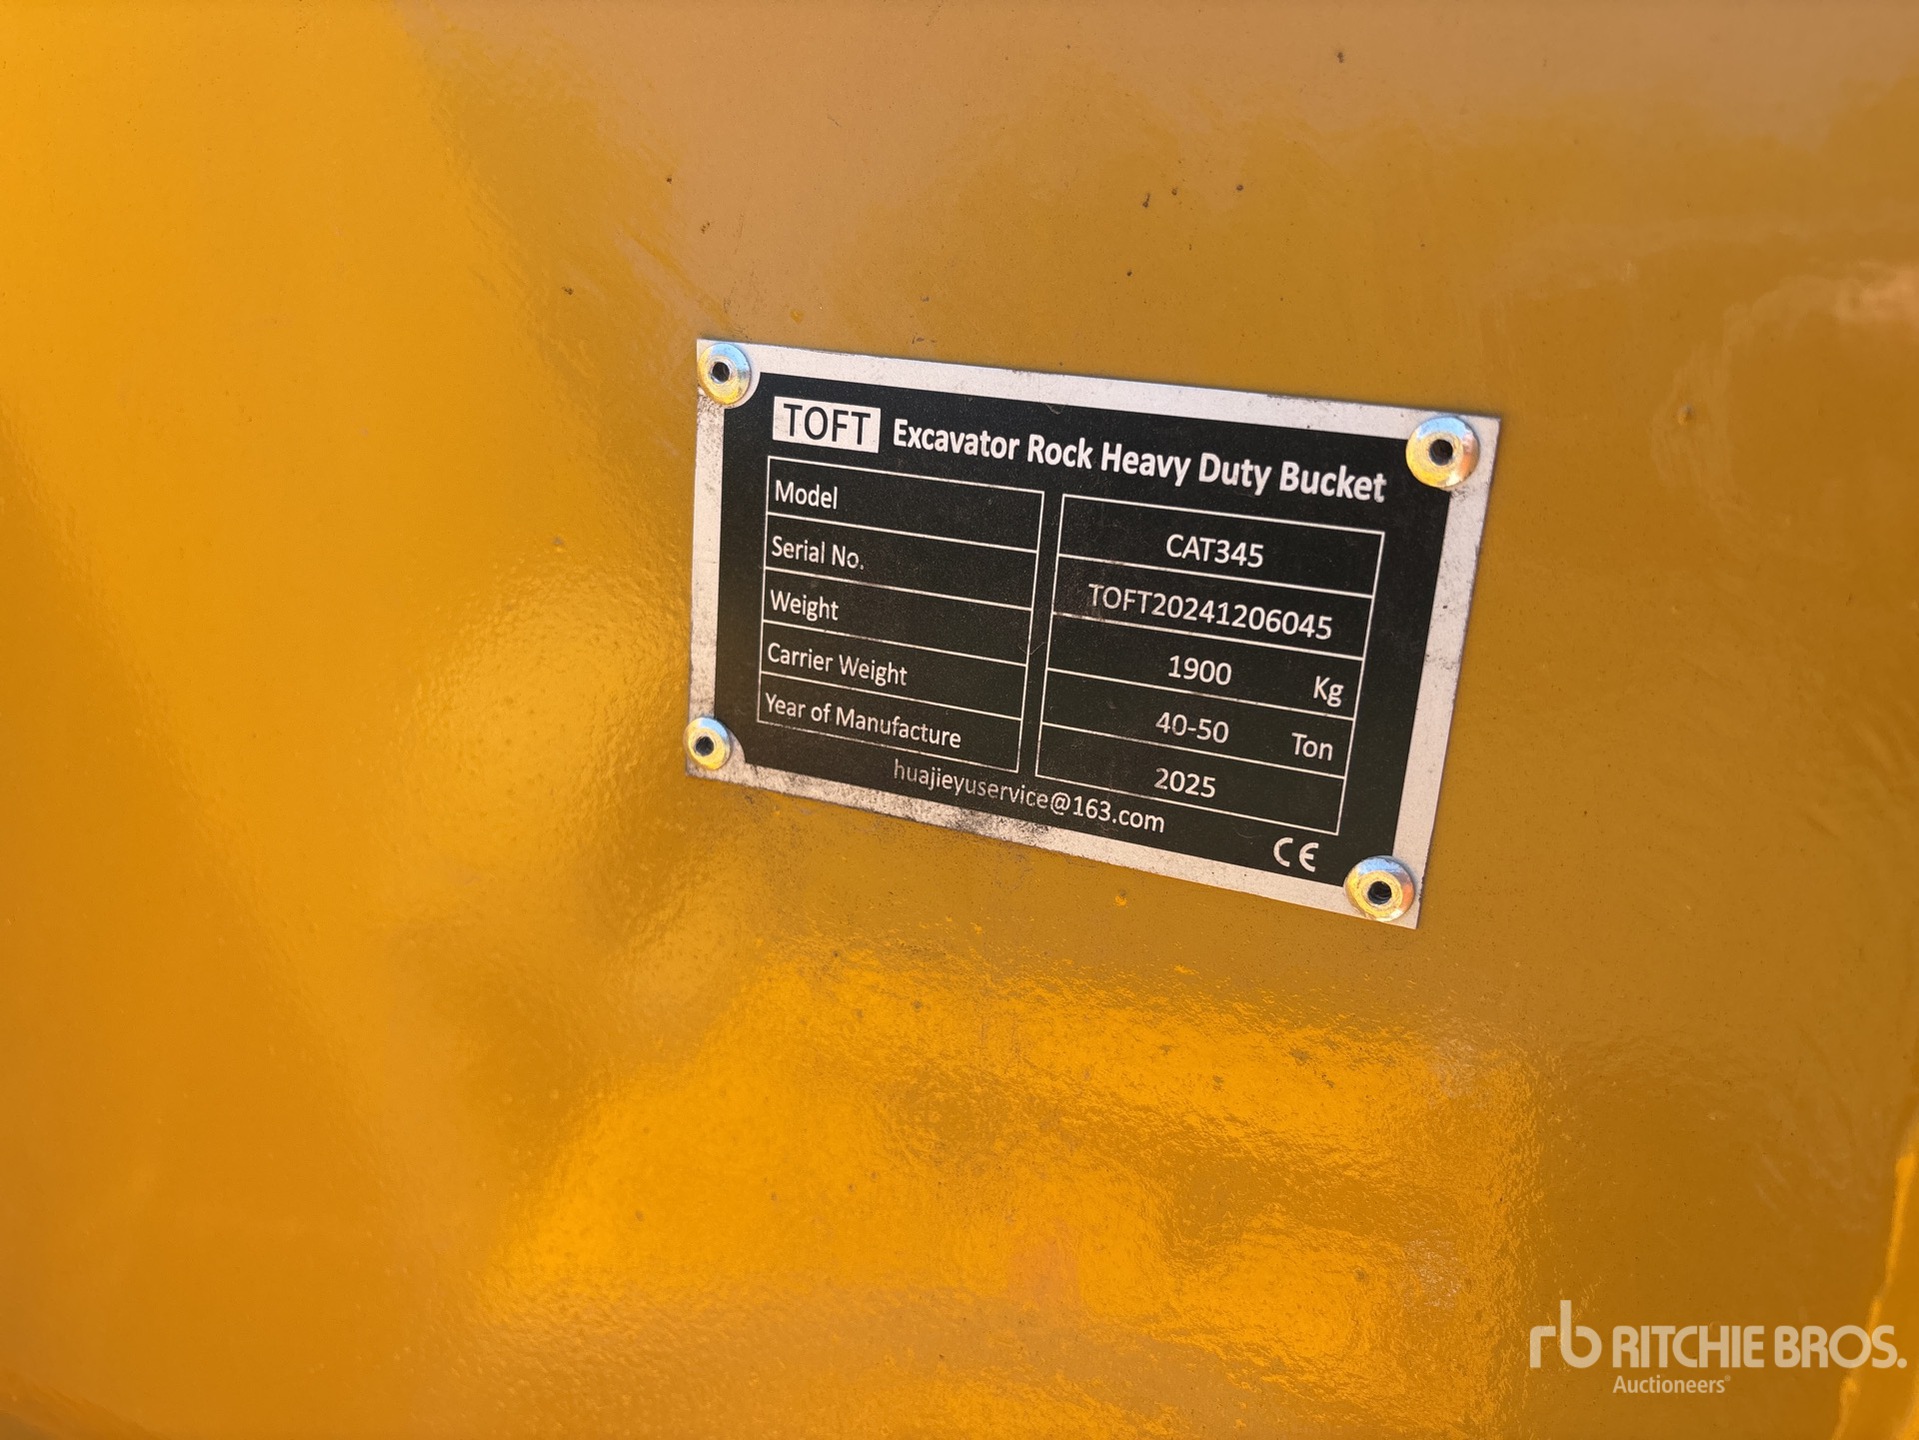 TOFT Excavator Rock Heavy Duty Bucket
Model CAT345
Serial No. TOFT20241206045
Weight 1900 Kg
Carrier Weight 40-50 Ton
Year of Manufacture 2025
huajieyuservice@163.com
CE
rb RITCHIE BROS.
Auctioneers®